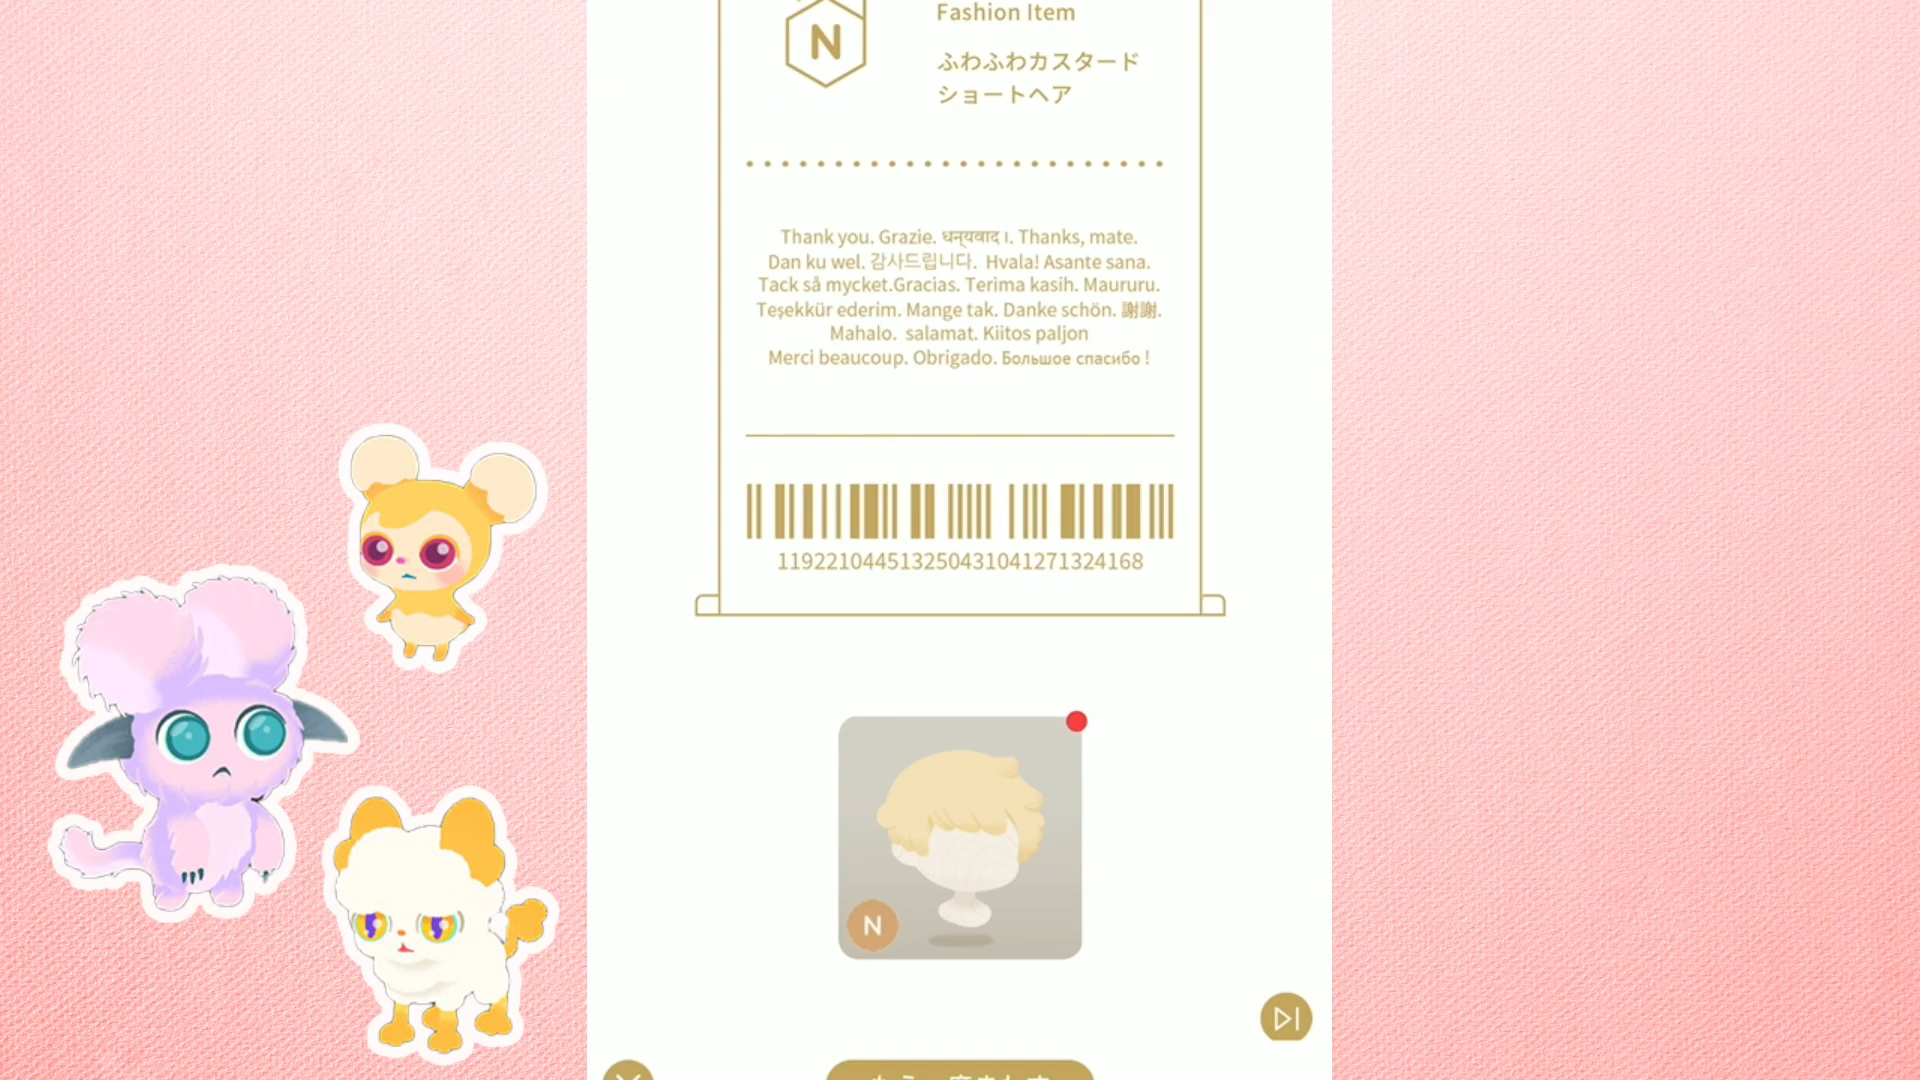 N
Fashion Item
ふわふわカスタード
ショートヘア
Thank you. Grazie. धन्यवाद ।. Thanks, mate.
Dan ku wel. 감사드립니다. Hvala! Asante sana.
Tack så mycket.Gracias. Terima kasih. Maururu.
Teşekkür ederim. Mange tak. Danke schön. 謝謝.
Mahalo. salamat. Kiitos paljon
Merci beaucoup. Obrigado. Большое спасибо !
11922104451325043104127132​4168
N